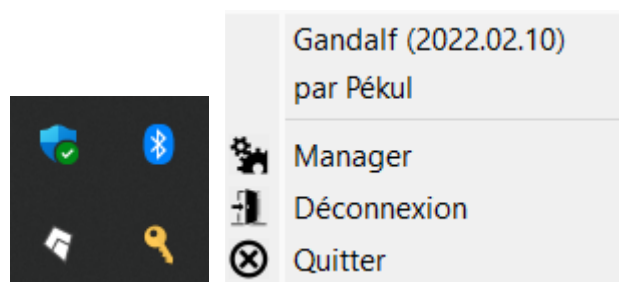 Gandalf (2022.02.10)
par Pékul
Manager
Déconnexion
Quitter